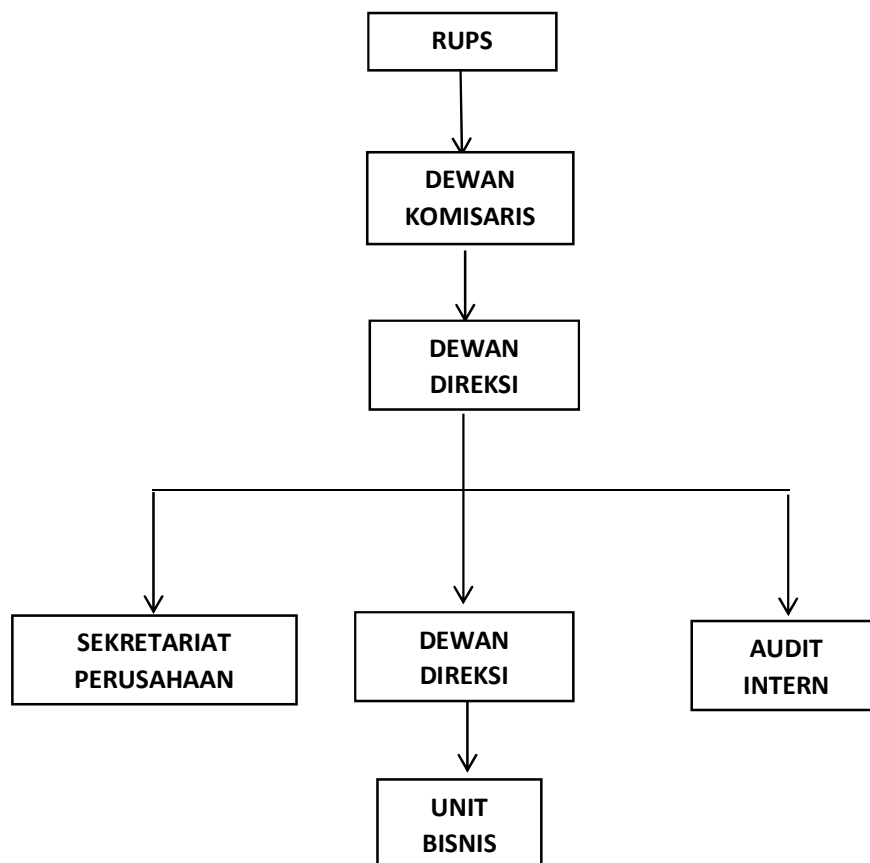 RUPS
DEWAN
KOMISARIS
DEWAN
DIREKSI
SEKRETARIAT
PERUSAHAAN
DEWAN
DIREKSI
AUDIT
INTERN
UNIT
BISNIS